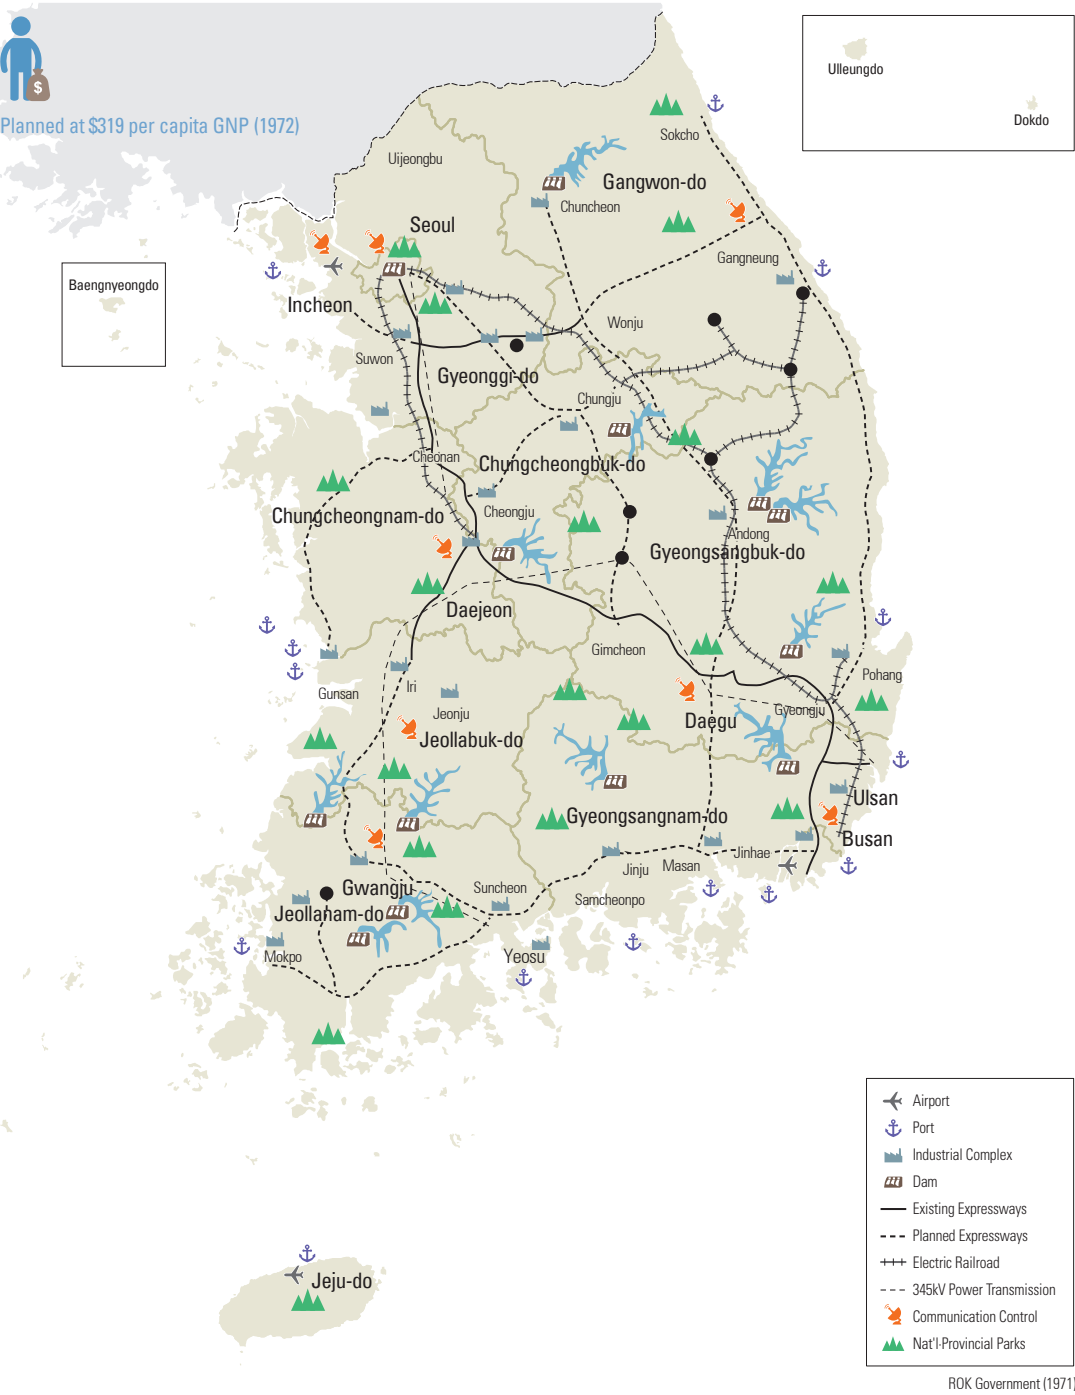 $
Planned at $319 per capita GNP (1972)
Ulleungdo
Dokdo
Baengnyeongdo
Sokcho
Uijeongbu
Gangwon-do
Chuncheon
Seoul
Gangneung
Incheon
Wonju
Suwon
Gyeonggi-do
Chungju
Cheonan
Chungcheongbuk-do
Cheongju
Chungcheongnam-do
Andong
Gyeongsangbuk-do
Daejeon
Gimcheon
Pohang
Iri
Gunsan
Jeonju
Gyeongju
Daegu
Jeollabuk-do
Ulsan
Gyeongsangnam-do
Busan
Jinhae
Masan
Jinju
Gwangju
Suncheon
Samcheonpo
Jeollanam-do
Mokpo
Yeosu
Jeju-do
Airport
Port
Industrial Complex
Dam
Existing Expressways
Planned Expressways
Electric Railroad
345kV Power Transmission
Communication Control
Nat'l·Provincial Parks
ROK Government (1971)